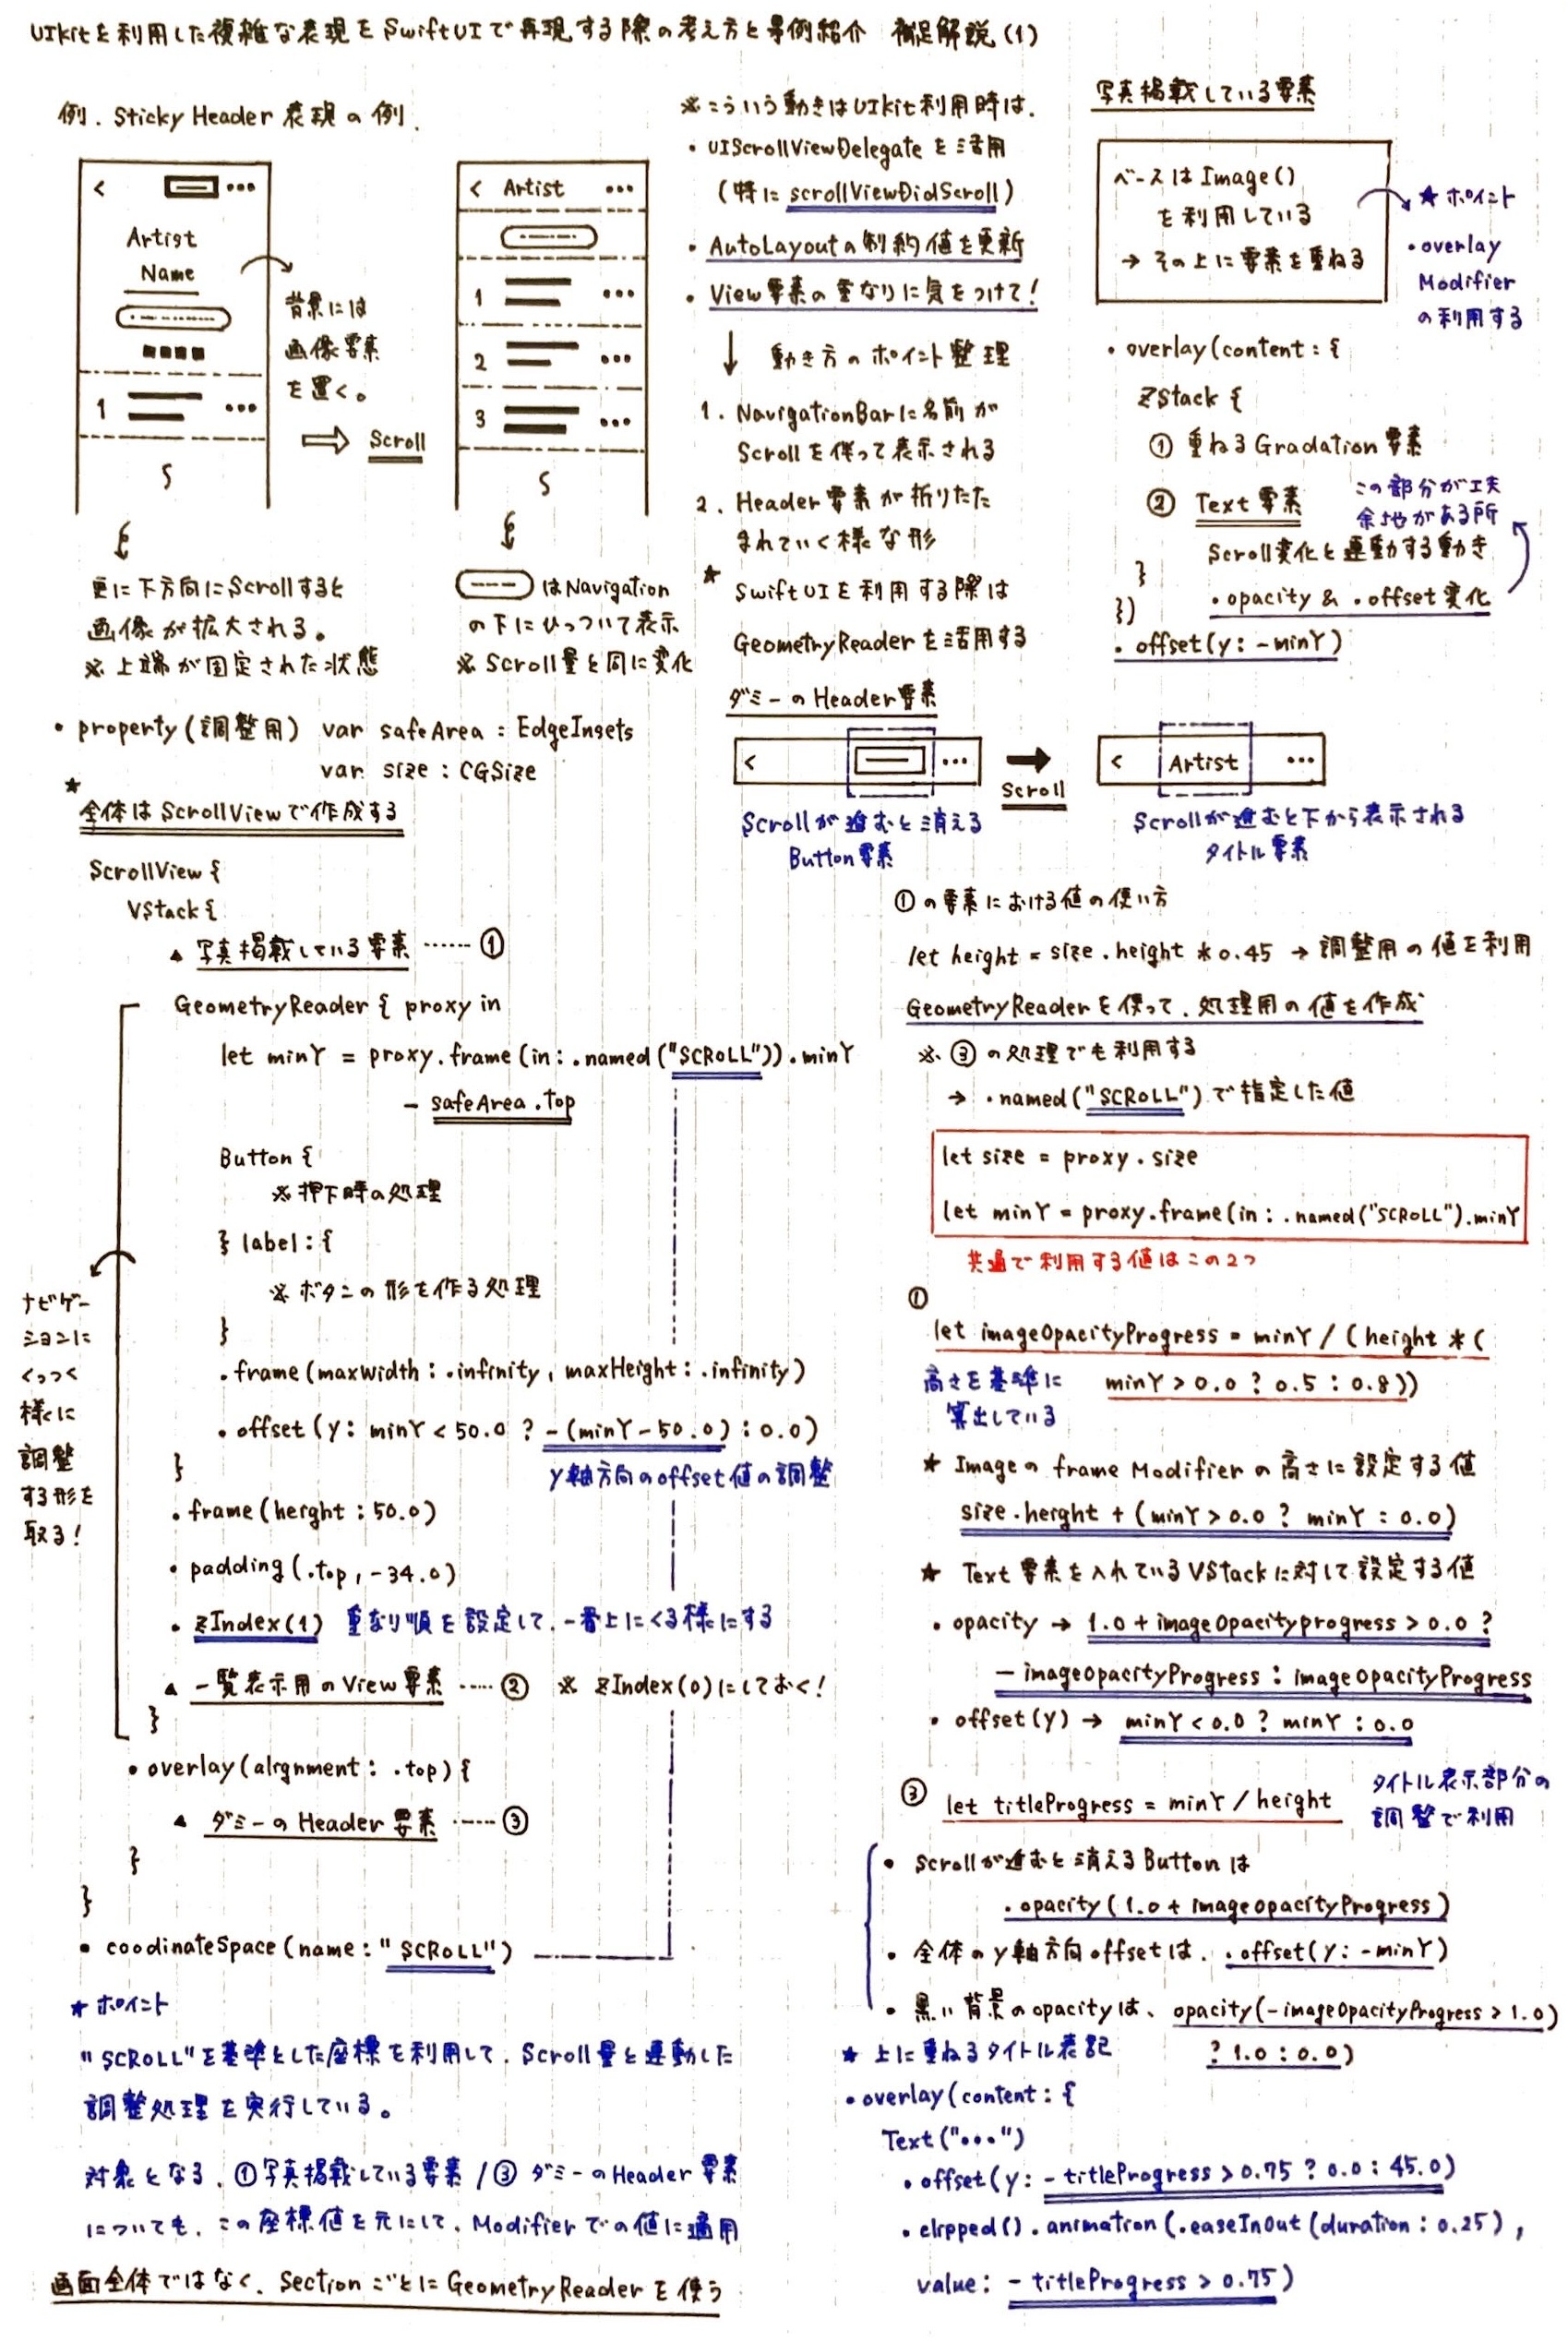 UIKitを利用した複雑な表現をSwiftUIで再現する際の考え方と事例紹介 補足解説(1)
例. Sticky Header 表現の例.
< •••
Artist
Name
1 •••
S
背景には
画像要素
を置く。
⇨ Scroll
< Artist •••
1 •••
2 •••
3 •••
S
更に下方向にScrollすると
画像が拡大される。
※ 上端が固定された状態
はNavigation
の下にひっついて表示
※ Scroll量と同に変化
※こういう動きはUIKit利用時は.
・UIScrollViewDelegate を活用
(特に scrollViewDidScroll)
・AutoLayoutの制約値を更新
・View要素の重なりに気をつけて!
↓ 動き方のポイント整理
1. NavigationBarに名前が
Scrollを伴って表示される
2. Header要素が折りたた
まれていく様な形
★ SwiftUIを利用する際は
GeometryReaderを活用する
写真掲載している要素
ベースはImage()
を利用している
→ その上に要素を重ねる
★ ポイント
・overlay
Modifier
の利用する
・overlay(content: {
ZStack {
① 重ねるGradation要素
② Text要素
この部分が工夫
余地がある所
Scroll変化と連動する動き
}
・opacity & .offset変化
})
・offset(y: -minY)
ダミーのHeader要素
< •••
→
Scroll
< Artist •••
Scrollが進むと消える
Button要素
Scrollが進むと下から表示される
タイトル要素
・property(調整用) var safeArea : EdgeInsets
var size : CGSize
★
全体はScrollViewで作成する
ScrollView {
VStack {
▲ 写真掲載している要素 …… ①
GeometryReader { proxy in
let minY = proxy.frame(in: .named("SCROLL")).minY
- safeArea.top
Button {
※ 押下時の処理
} label: {
※ ボタンの形を作る処理
}
.frame(maxWidth: .infinity, maxHeight: .infinity)
.offset(y: minY < 50.0 ? -(minY-50.0) : 0.0)
}
Y軸方向のoffset値の調整
.frame(height: 50.0)
.padding(.top, -34.0)
.zIndex(1) 重なり順を設定して、一番上にくる様にする
▲ 一覧表示用のView要素 …… ② ※ zIndex(0)にしておく!
}
.overlay(alignment: .top) {
▲ ダミーのHeader要素 …… ③
}
}
.coodinateSpace(name: "SCROLL")
ナビゲー
ションに
くっつく
様に
調整
する形を
取る!
★ ポイント
"SCROLL"を基準とした座標を利用して、Scroll量と連動した
調整処理を実行している。
対象となる、①写真掲載している要素 / ③ ダミーのHeader要素
についても、この座標値を元にして、Modifierでの値に適用
画面全体ではなく、SectionごとにGeometryReaderを使う
①の要素における値の使い方
let height = size.height * 0.45 → 調整用の値を利用
GeometryReaderを使って、処理用の値を作成
※ ③の処理でも利用する
→ .named("SCROLL")で指定した値
let size = proxy.size
let minY = proxy.frame(in: .named("SCROLL").minY
共通で利用する値はこの2つ
①
let imageOpacityProgress = minY / (height * (
minY > 0.0 ? 0.5 : 0.8))
高さを基準に
算出している
★ Imageのframe Modifierの高さに設定する値
size.height + (minY > 0.0 ? minY : 0.0)
★ Text要素を入れているVStackに対して設定する値
・opacity → 1.0 + imageOpacityprogress > 0.0 ?
- imageOpacityProgress : imageOpacityProgress
・offset(y) → minY < 0.0 ? minY : 0.0
③ let titleProgress = minY / height
タイトル表示部分の
調整で利用
・Scrollが進むと消えるButtonは
.opacity(1.0 + imageOpacityProgress)
・全体のy軸方向offsetは、.offset(y: -minY)
・黒い背景のopacityは、opacity(-imageOpacityProgress > 1.0)
? 1.0 : 0.0)
★ 上に重ねるタイトル表記
・overlay(content: {
Text("•••")
.offset(y: -titleProgress > 0.75 ? 0.0 : 45.0)
.clipped().animation(.easeInOut(duration: 0.25),
value: -titleProgress > 0.75)